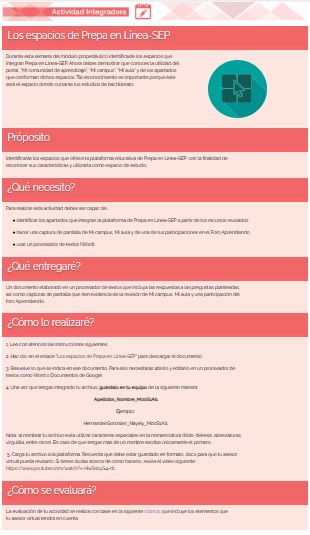 Actividad Integradora
Los espacios de Prepa en Línea-SEP
Durante esta semana del módulo propedéutico identificaste los espacios que
integran Prepa en Línea-SEP. Ahora debes demostrar que conoces la utilidad del
portal, "Mi comunidad de aprendizaje", "Mi campus", "Mi aula" y de los apartados
que conforman dichos espacios. Tal reconocimiento es importante porque éste
será el espacio donde cursarás tus estudios de bachillerato.
Própósito
Identificarás los espacios que ofrece la plataforma educativa de Prepa en Línea-SEP, con la finalidad de
reconocer sus características y utilizarla como espacio de estudio.
¿Qué necesito?
Para realizar esta actividad debes ser capaz de...
● identificar los apartados que integran la plataforma de Prepa en Línea-SEP a partir de los recursos revisados.
● hacer una captura de pantalla de Mi campus, Mi aula y de una de tus participaciones en el Foro Aprendiendo.
● usar un procesador de textos (Word).
¿Qué entregaré?
Un documento elaborado en un procesador de textos que incluya las respuestas a las preguntas planteadas,
así como capturas de pantalla que den evidencia de la revisión de Mi campus, Mi aula y una participación del
foro Aprendiendo.
¿Cómo lo realizaré?
1. Lee con atención las instrucciones siguientes.
2. Haz clic en el enlace "Los espacios de Prepa en Línea-SEP" para descargar el documento.
3. Resuelve lo que se indica en ese documento. Para ello necesitarás abrirlo y editarlo en un procesador de
textos como Word o Documentos de Google.
4. Una vez que tengas integrado tu archivo, guárdalo en tu equipo de la siguiente manera:
Apellidos_Nombre_M00S1AI1
Ejemplo:
HernandezGonzalez_Nayely_M00S1AI1
Nota: al nombrar tu archivo evita utilizar caracteres especiales en la nomenclatura (tilde, diéresis, abreviaturas,
virgulilla, entre otros). En caso de que tengas más de un nombre escribe únicamente el primero.
5. Carga tu archivo a la plataforma. Recuerda que debe estar guardado en formato .docx para que tu asesor
virtual pueda revisarlo. Si tienes dudas acerca de cómo hacerlo, revisa el video siguiente:
¿Cómo se evaluará?
La evaluación de tu actividad se realiza con base en la siguiente rúbrica, que incluye los elementos que
tu asesor virtual tendrá en cuenta.